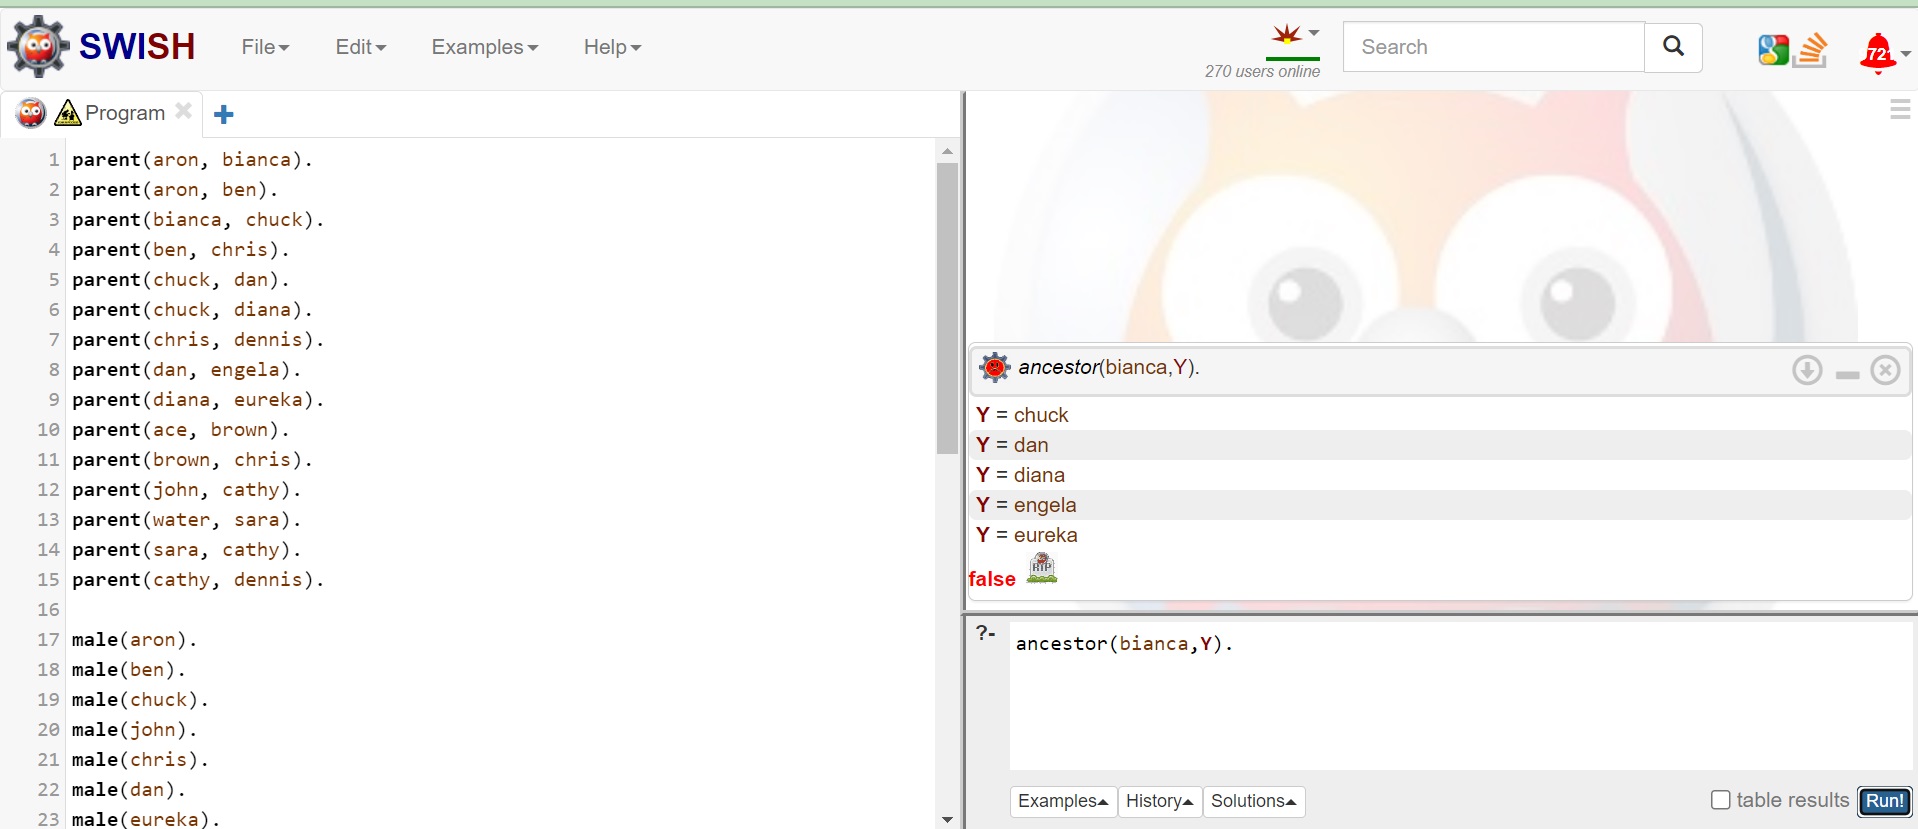 SWISH File Edit Examples Help
270 users online
Search
721
Program
1 parent(aron, bianca).
2 parent(aron, ben).
3 parent(bianca, chuck).
4 parent(ben, chris).
5 parent(chuck, dan).
6 parent(chuck, diana).
7 parent(chris, dennis).
8 parent(dan, engela).
9 parent(diana, eureka).
10 parent(ace, brown).
11 parent(brown, chris).
12 parent(john, cathy).
13 parent(water, sara).
14 parent(sara, cathy).
15 parent(cathy, dennis).
16
17 male(aron).
18 male(ben).
19 male(chuck).
20 male(john).
21 male(chris).
22 male(dan).
23 male(eureka).
ancestor(bianca,Y).
Y = chuck
Y = dan
Y = diana
Y = engela
Y = eureka
false RIP
?- ancestor(bianca,Y).
Examples History Solutions
table results Run!